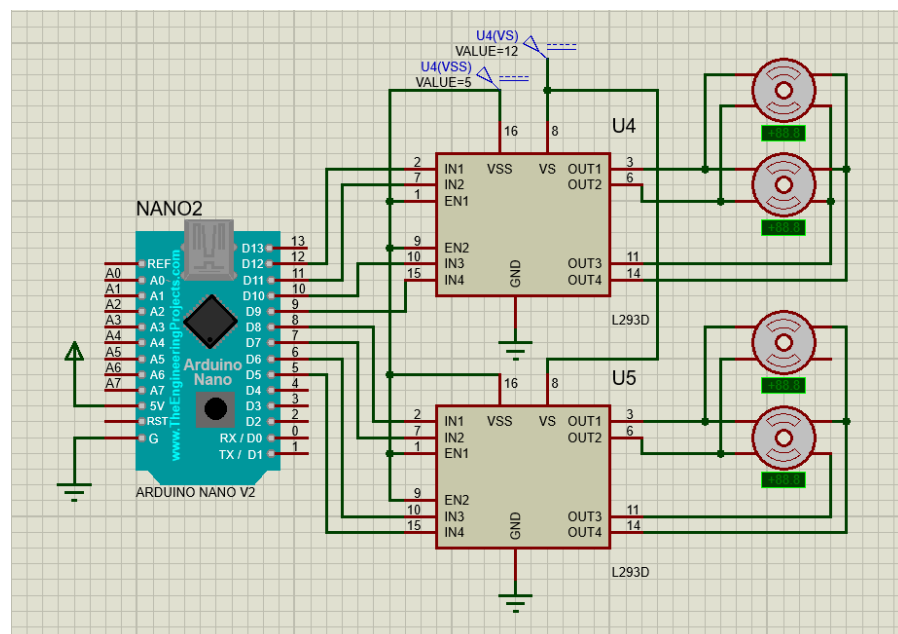 U4(VS)
VALUE=12
U4(VSS)
VALUE=5
U4
16
8
VSS
VS
2
IN1
OUT1
3
7
IN2
OUT2
6
1
EN1
9
EN2
10
IN3
OUT3
11
15
IN4
OUT4
14
GND
L293D
+88.8
+88.8
NANO2
D13
13
D12
12
REF
A0
A0
D11
11
A1
A1
D10
10
A2
A2
D9
9
A3
A3
D8
8
A4
A4
D7
7
A5
A5
D6
6
A6
A6
D5
5
A7
A7
D4
4
5V
D3
3
RST
D2
2
G
RX / D0
0
TX / D1
1
Arduino
Nano
www.TheEngineeringProjects.com
ARDUINO NANO V2
U5
16
8
VSS
VS
2
IN1
OUT1
3
7
IN2
OUT2
6
1
EN1
9
EN2
10
IN3
OUT3
11
15
IN4
OUT4
14
GND
L293D
+88.8
+88.8